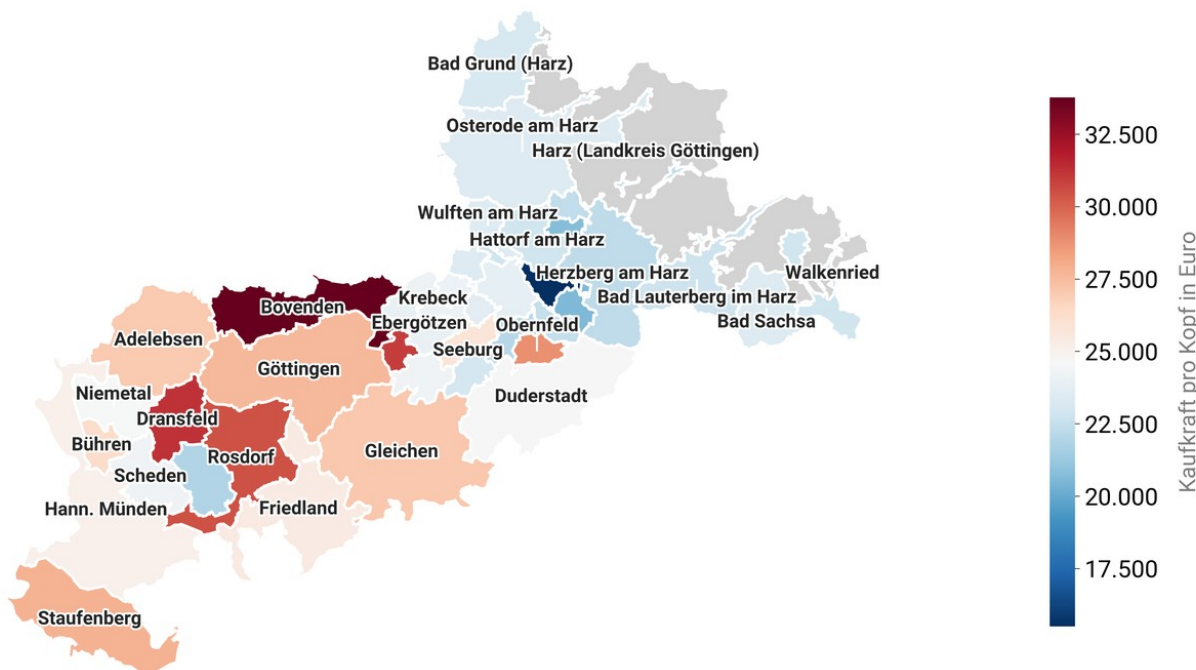 Bad Grund (Harz)
Osterode am Harz
Harz (Landkreis Göttingen)
Wulften am Harz
Hattorf am Harz
Herzberg am Harz
Walkenried
Bad Lauterberg im Harz
Krebeck
Bovenden
Ebergötzen
Obernfeld
Bad Sachsa
Adelebsen
Seeburg
Göttingen
Niemetal
Duderstadt
Dransfeld
Bühren
Rosdorf
Gleichen
Scheden
Hann. Münden
Friedland
Staufenberg
32.500
30.000
27.500
25.000
22.500
20.000
17.500
Kaufkraft pro Kopf in Euro